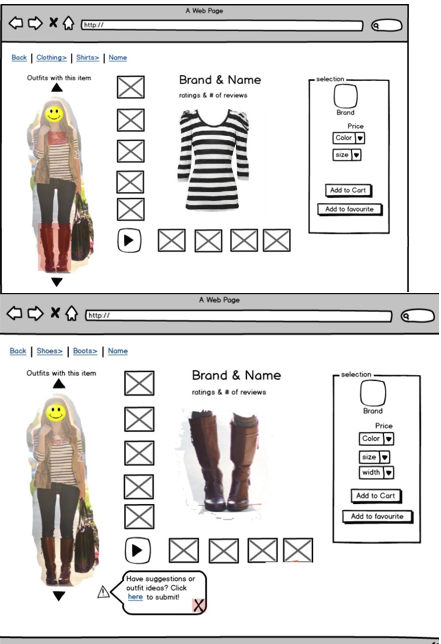 A Web Page
http://
Back | Clothing> | Shirts> | Name
Outfits with this item
Brand & Name
ratings & # of reviews
selection
Brand
Price
Color
size
Add to Cart
Add to favourite
A Web Page
http://
Back | Shoes> | Boots> | Name
Outfits with this item
Brand & Name
ratings & # of reviews
selection
Brand
Price
Color
size
width
Add to Cart
Add to favourite
Have suggestions or
outfit ideas? Click
here to submit!
X